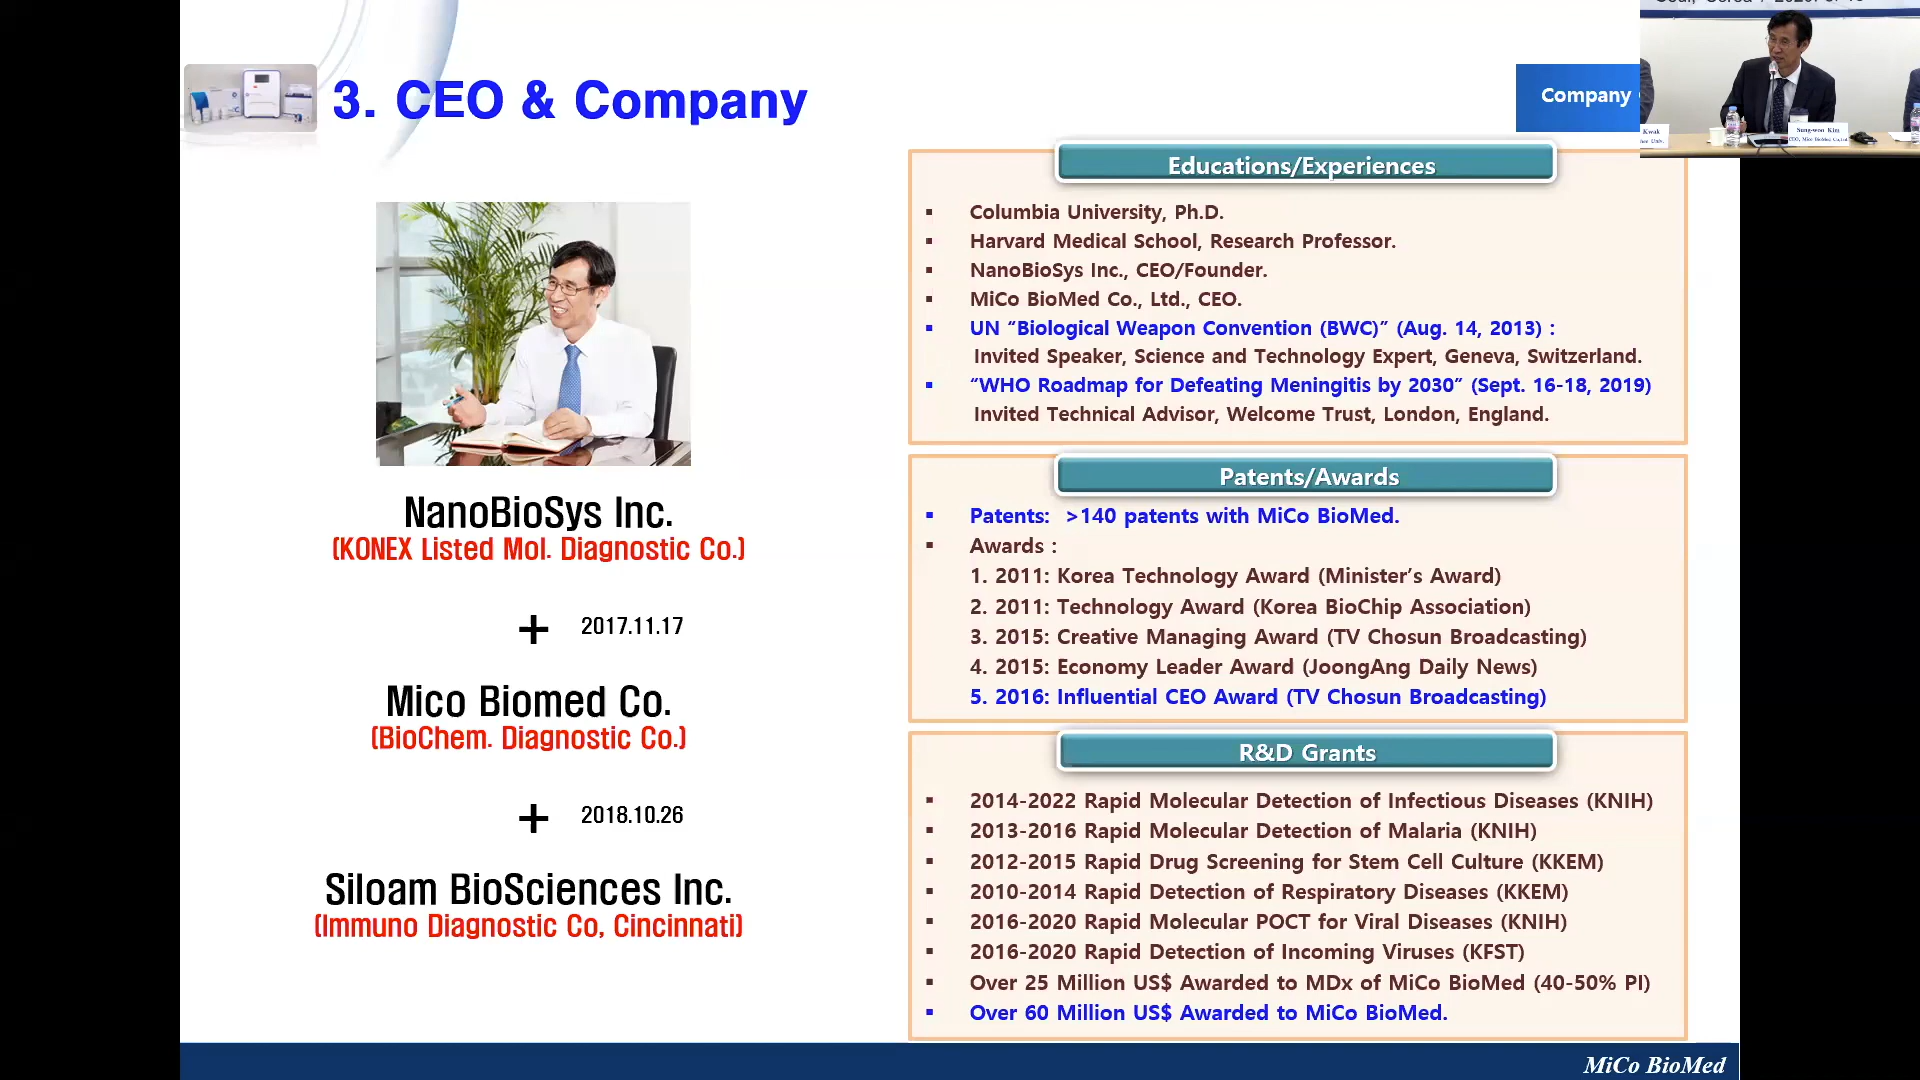 3. CEO & Company
Company
Kwak
Sung-won Kim
CEO, Mico BioMed Co.,Ltd
NanoBioSys Inc.
(KONEX Listed Mol. Diagnostic Co.)
+ 2017.11.17
Mico Biomed Co.
(BioChem. Diagnostic Co.)
+ 2018.10.26
Siloam BioSciences Inc.
(Immuno Diagnostic Co, Cincinnati)
Educations/Experiences
▪ Columbia University, Ph.D.
▪ Harvard Medical School, Research Professor.
▪ NanoBioSys Inc., CEO/Founder.
▪ MiCo BioMed Co., Ltd., CEO.
▪ UN “Biological Weapon Convention (BWC)” (Aug. 14, 2013) :
Invited Speaker, Science and Technology Expert, Geneva, Switzerland.
▪ “WHO Roadmap for Defeating Meningitis by 2030” (Sept. 16-18, 2019)
Invited Technical Advisor, Welcome Trust, London, England.
Patents/Awards
▪ Patents: >140 patents with MiCo BioMed.
▪ Awards :
1. 2011: Korea Technology Award (Minister’s Award)
2. 2011: Technology Award (Korea BioChip Association)
3. 2015: Creative Managing Award (TV Chosun Broadcasting)
4. 2015: Economy Leader Award (JoongAng Daily News)
5. 2016: Influential CEO Award (TV Chosun Broadcasting)
R&D Grants
▪ 2014-2022 Rapid Molecular Detection of Infectious Diseases (KNIH)
▪ 2013-2016 Rapid Molecular Detection of Malaria (KNIH)
▪ 2012-2015 Rapid Drug Screening for Stem Cell Culture (KKEM)
▪ 2010-2014 Rapid Detection of Respiratory Diseases (KKEM)
▪ 2016-2020 Rapid Molecular POCT for Viral Diseases (KNIH)
▪ 2016-2020 Rapid Detection of Incoming Viruses (KFST)
▪ Over 25 Million US$ Awarded to MDx of MiCo BioMed (40-50% PI)
▪ Over 60 Million US$ Awarded to MiCo BioMed.
MiCo BioMed